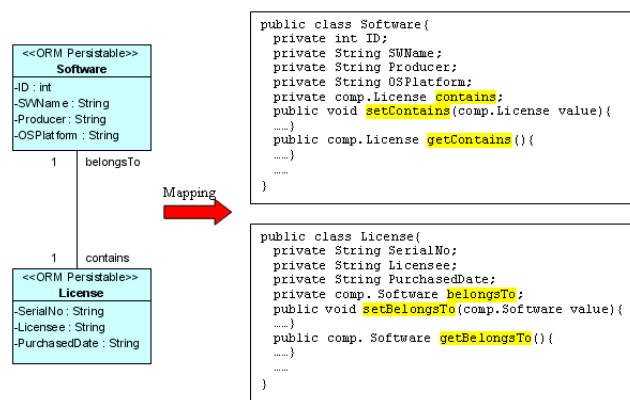 <<ORM Persistable>>
Software
-ID : int
-SWName : String
-Producer : String
-OSPlatform : String
1
belongsTo
1
contains
<<ORM Persistable>>
License
-SerialNo : String
-Licensee : String
-PurchasedDate : String
Mapping
public class Software{
private int ID;
private String SWName;
private String Producer;
private String OSPlatform;
private comp.License contains;
public void setContains(comp.License value){
……}
public comp.License getContains(){
……}
……
}
public class License{
private String SerialNo;
private String Licensee;
private String PurchasedDate;
private comp. Software belongsTo;
public void setBelongsTo(comp.Software value){
……}
public comp. Software getBelongsTo(){
……}
……
}